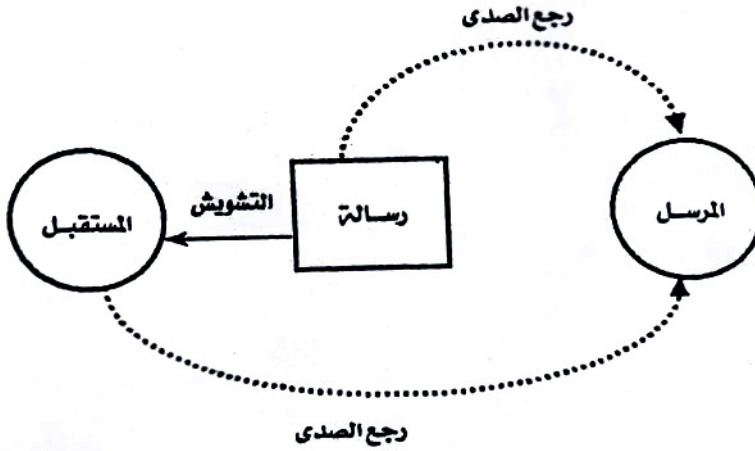 رجع الصدى
المرسل
رسالة
التشويش
المستقبل
رجع الصدى